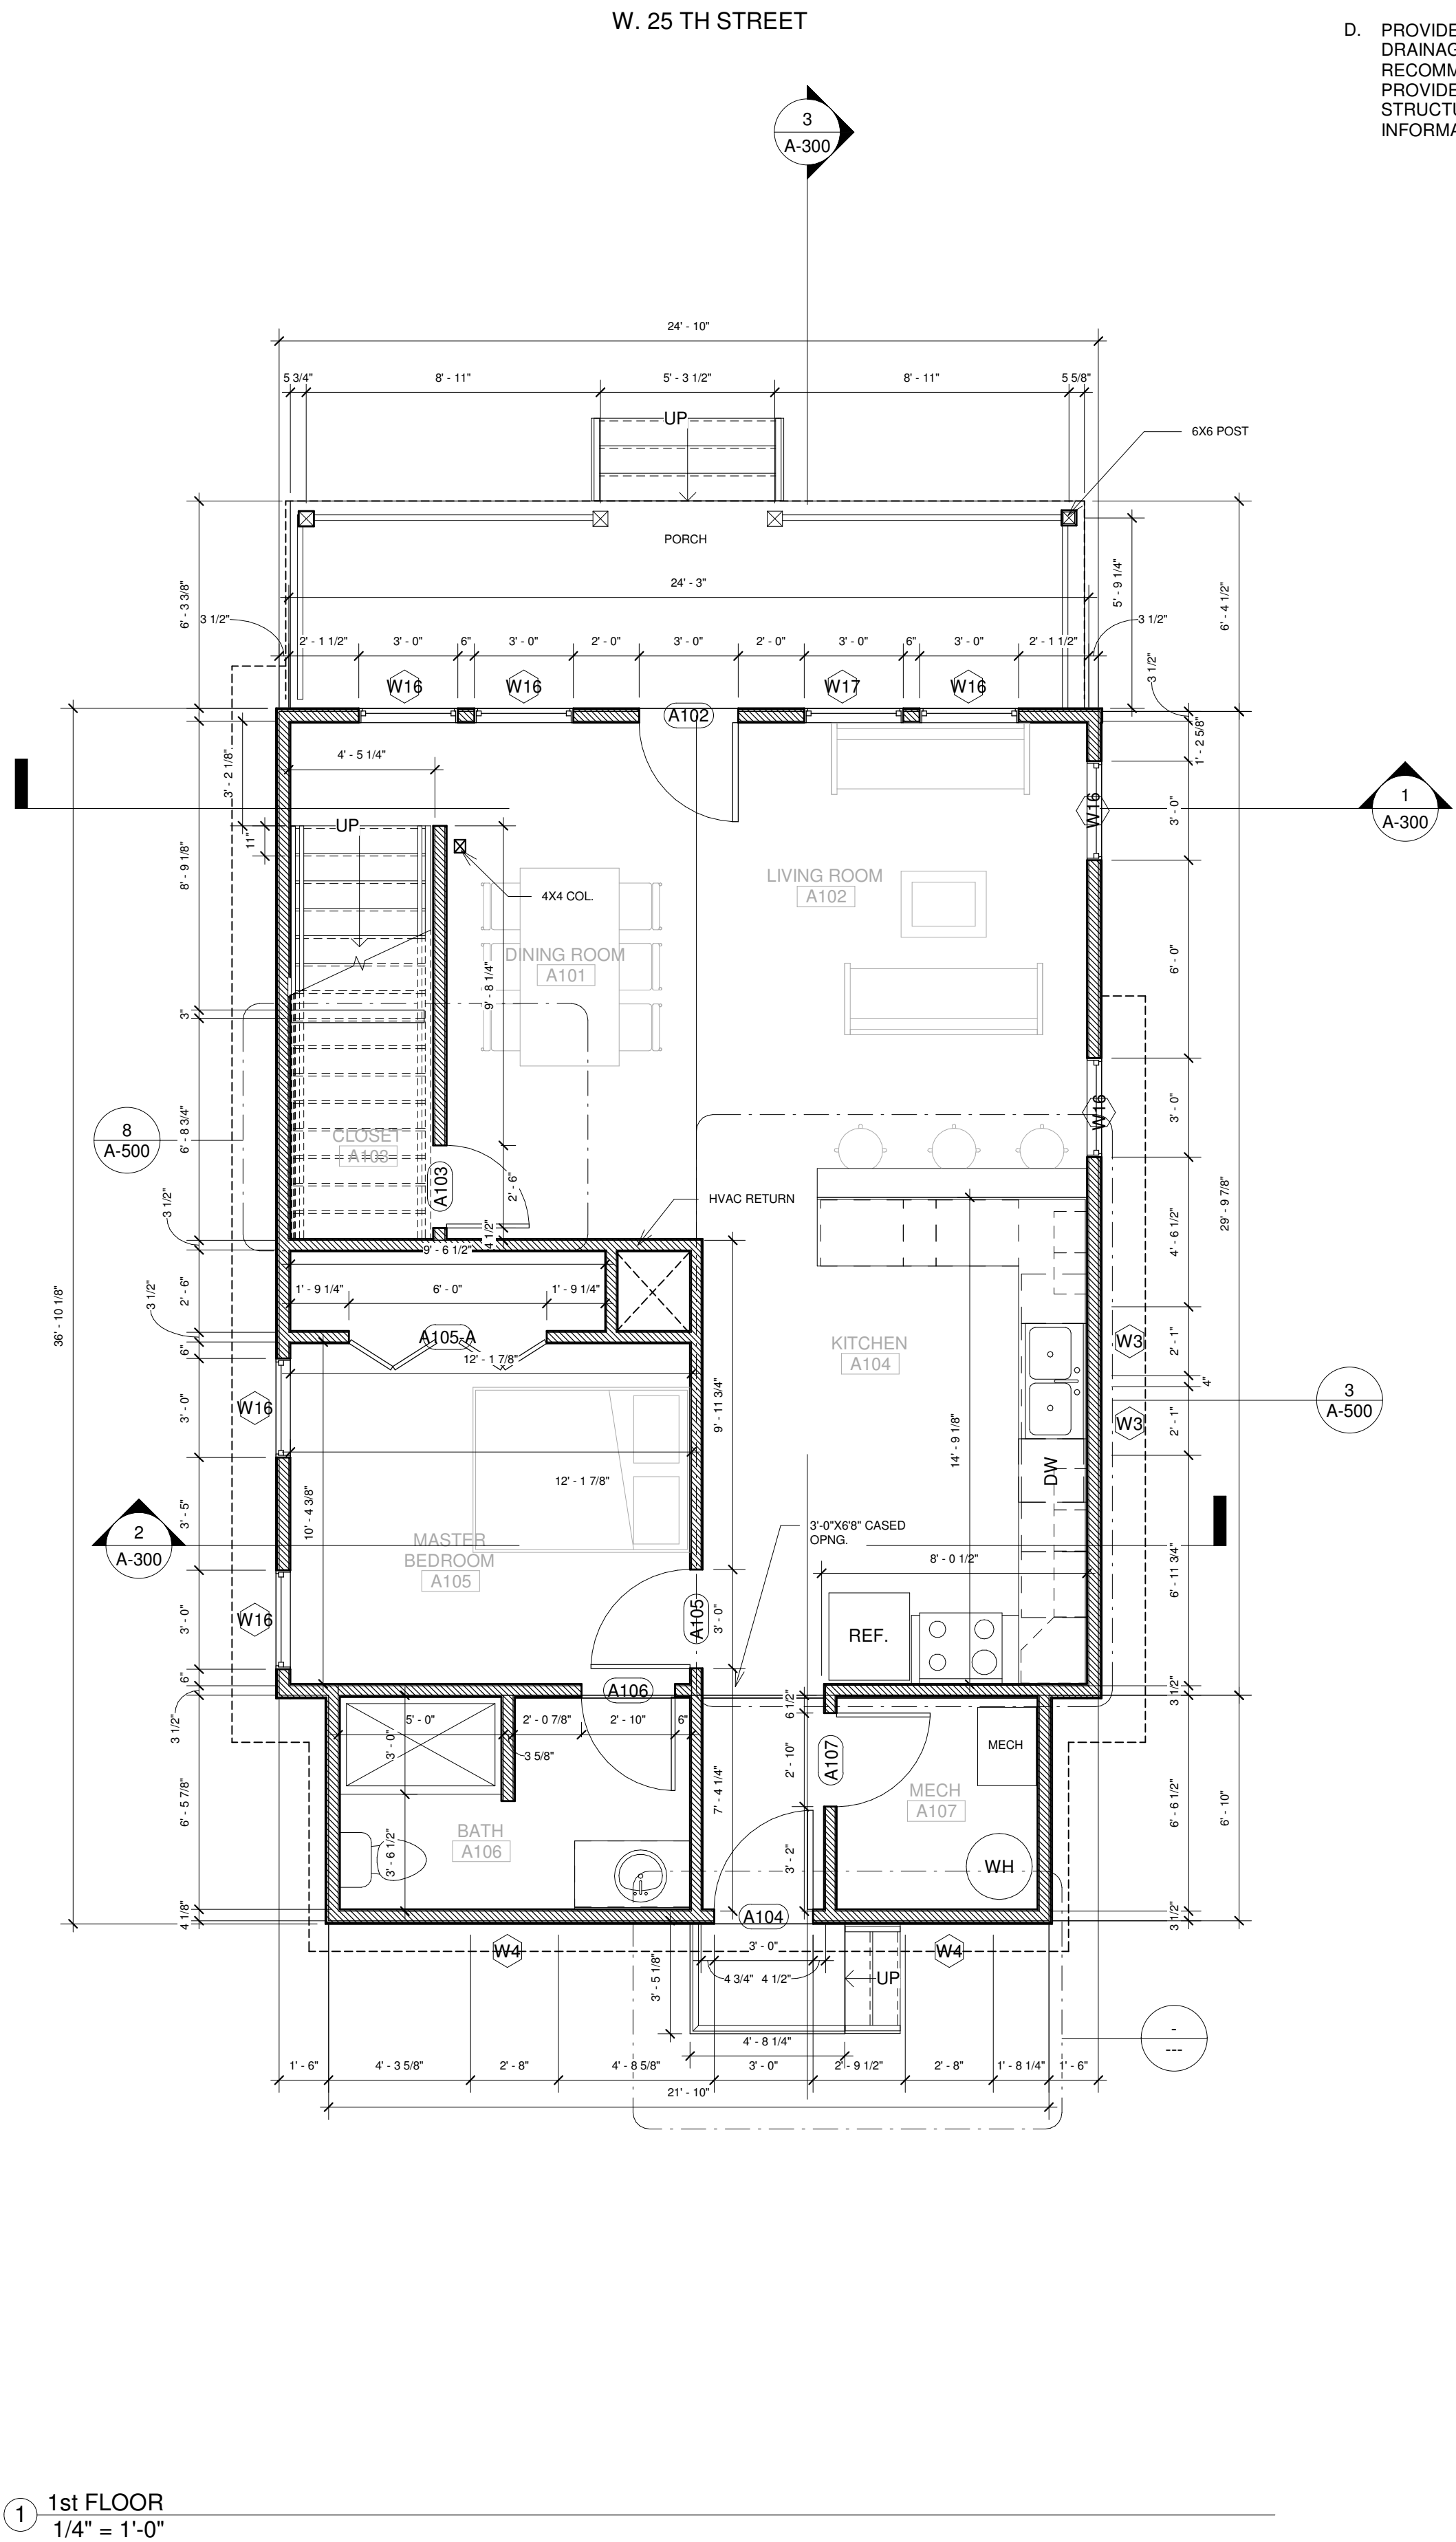 W. 25 TH STREET
D. PROVIDE
DRAINAG
RECOMM
PROVIDE
STRUCTU
INFORMA
3
A-300
24' - 10"
5 3/4"
8' - 11"
5' - 3 1/2"
8' - 11"
5 5/8"
UP
6X6 POST
PORCH
24' - 3"
6' - 3 3/8"
5' - 9 1/4"
6' - 4 1/2"
3 1/2"
3 1/2"
2' - 1 1/2"
3' - 0"
6"
3' - 0"
2' - 0"
3' - 0"
2' - 0"
3' - 0"
6"
3' - 0"
2' - 1 1/2"
3 1/2"
W16
W16
W17
W16
A102
1' - 2 5/8"
4' - 5 1/4"
3' - 2 1/8"
1
A-300
W16
3' - 0"
UP
11"
8' - 9 1/8"
4X4 COL.
LIVING ROOM
A102
DINING ROOM
A101
9' - 8 1/4"
6' - 0"
3"
8
A-500
6' - 8 3/4"
CLOSET
A103
A103
2' - 6"
W16
3' - 0"
3 1/2"
HVAC RETURN
4 1/2"
9' - 6 1/2"
29' - 9 7/8"
4' - 6 1/2"
2' - 6"
1' - 9 1/4"
6' - 0"
1' - 9 1/4"
3 1/2"
36' - 10 1/8"
A105-A
12' - 1 7/8"
KITCHEN
A104
W3
2' - 1"
6"
4"
3
A-500
W16
3' - 0"
9' - 11 3/4"
14' - 9 1/8"
W3
2' - 1"
12' - 1 7/8"
DW
3' - 5"
10' - 4 3/8"
2
A-300
MASTER
BEDROOM
A105
3'-0"X6'8" CASED
OPNG.
8' - 0 1/2"
6' - 11 3/4"
W16
3' - 0"
A105
3' - 0"
REF.
6"
A106
3 1/2"
3 1/2"
6 1/2"
5' - 0"
2' - 0 7/8"
2' - 10"
6"
3' - 0"
3 5/8"
2' - 10"
A107
MECH
7' - 4 1/4"
MECH
A107
6' - 5 7/8"
6' - 6 1/2"
6' - 10"
BATH
A106
3' - 6 1/2"
3' - 2"
WH
4 1/8"
A104
3 1/2"
W4
3' - 0"
W4
4 3/4"
4 1/2"
UP
3' - 5 1/8"
4' - 8 1/4"
-
---
1' - 6"
4' - 3 5/8"
2' - 8"
4' - 8 5/8"
3' - 0"
2' - 9 1/2"
2' - 8"
1' - 8 1/4"
1' - 6"
21' - 10"
1
1st FLOOR
1/4" = 1'-0"